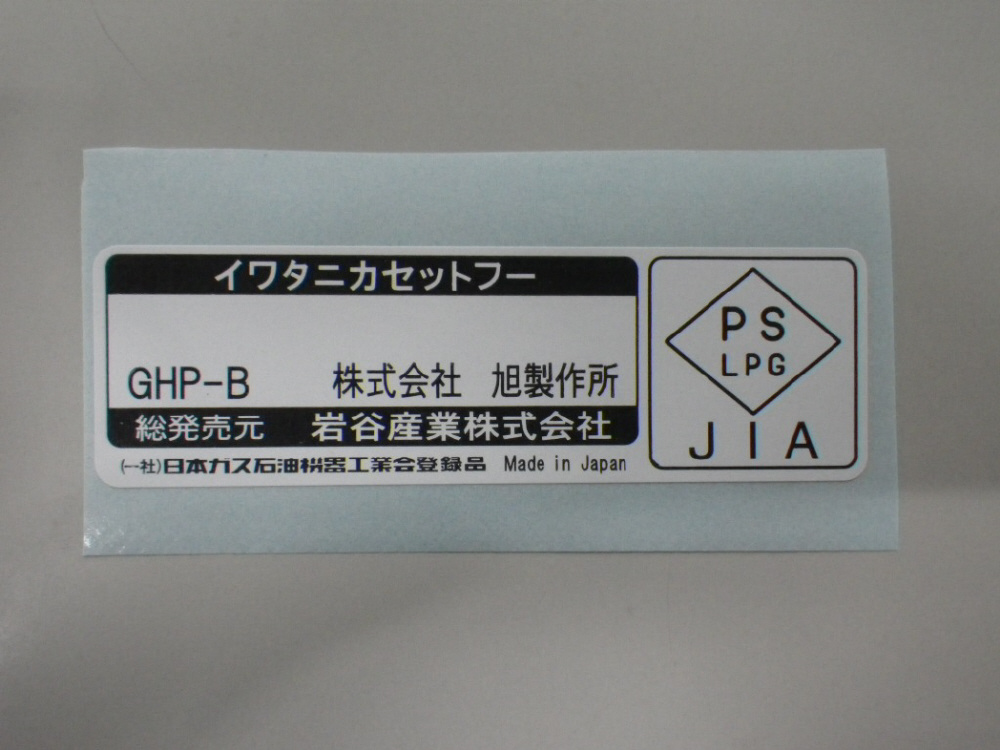 イワタニカセットフー
GHP-B 株式会社 旭製作所
総発売元 岩谷産業株式会社
(一社)日本ガス石油機器工業会登録品 Made in Japan
PS
LPG
JIA